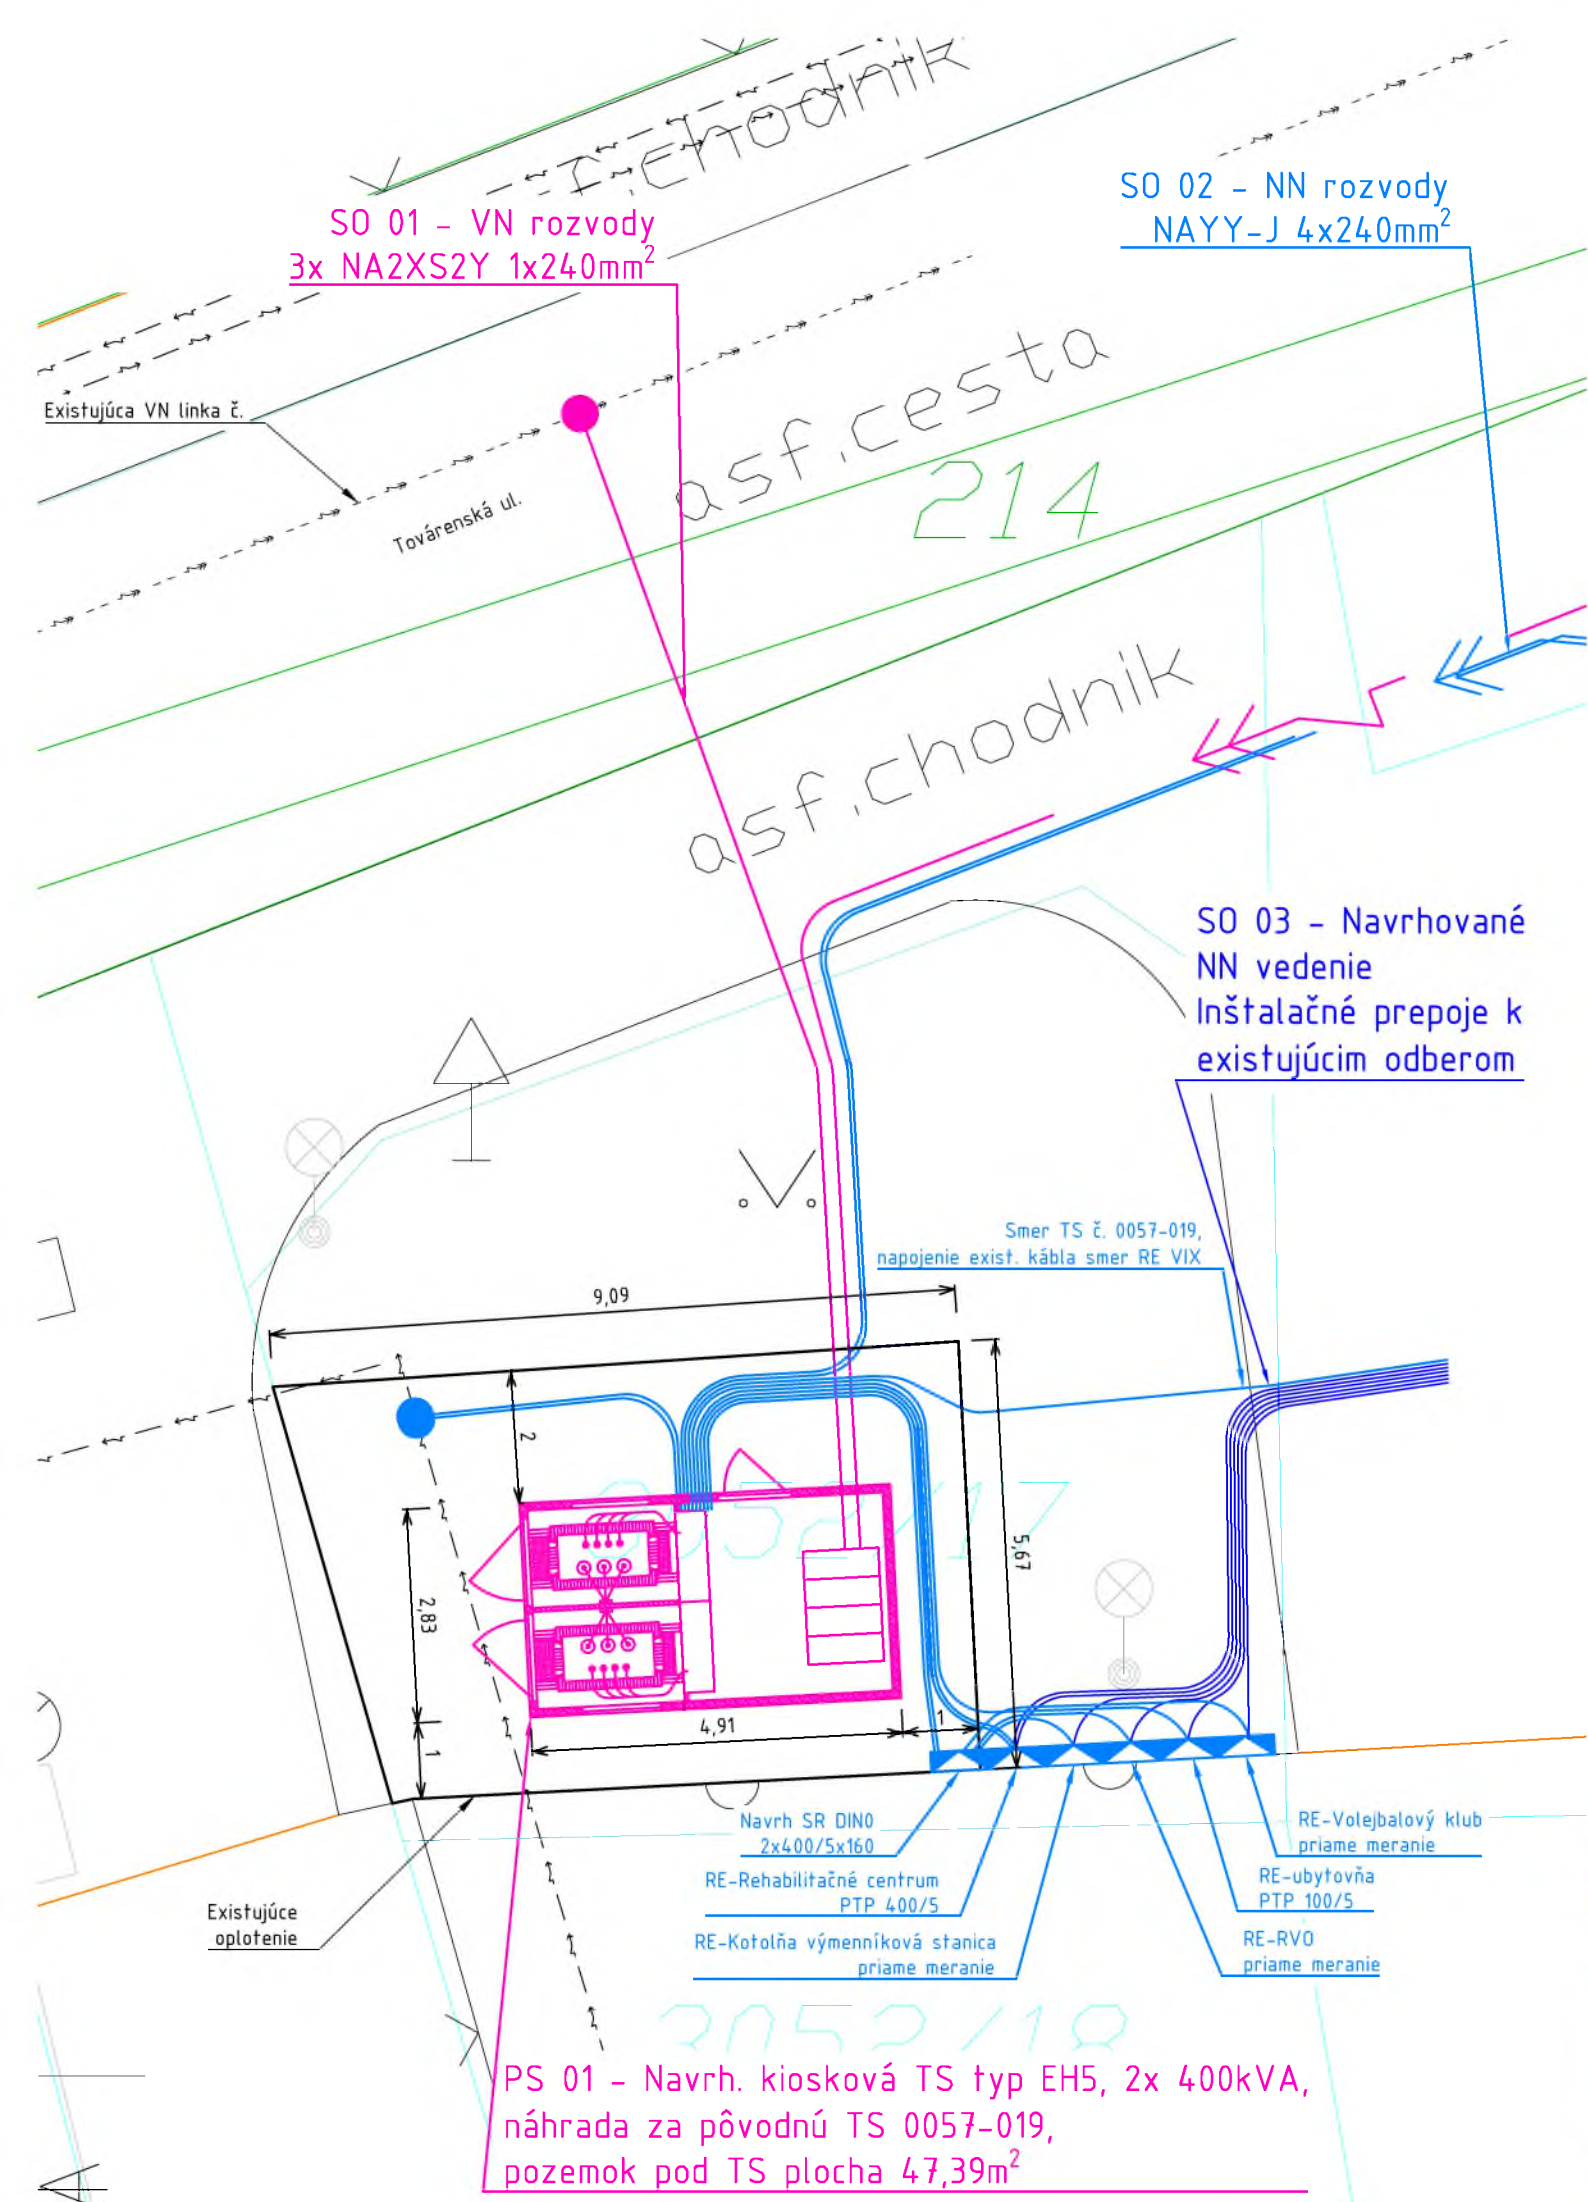 asf.chodnik
SO 01 - VN rozvody
3x NA2XS2Y 1x240mm²
SO 02 - NN rozvody
NAYY-J 4x240mm²
Existujúca VN linka č.
Továrenská ul.
asf.cesta
214
asf.chodnik
SO 03 - Navrhované
NN vedenie
Inštalačné prepoje k
existujúcim odberom
Smer TS č. 0057-019,
napojenie exist. kábla smer RE VIX
9,09
2
5,67
2,83
4,91
1
1
Navrh SR DIN0
2x400/5x160
RE-Rehabilitačné centrum
PTP 400/5
RE-Kotolňa výmenníková stanica
priame meranie
RE-Volejbalový klub
priame meranie
RE-ubytovňa
PTP 100/5
RE-RVO
priame meranie
Existujúce
oplotenie
PS 01 - Navrh. kiosková TS typ EH5, 2x 400kVA,
náhrada za pôvodnú TS 0057-019,
pozemok pod TS plocha 47,39m²